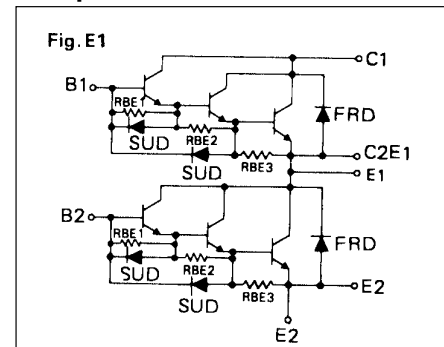 Fig. E1
C1
B1
RBE1
FRD
SUD
RBE2
SUD
RBE3
C2E1
E1
B2
RBE1
FRD
SUD
RBE2
SUD
RBE3
E2
E2